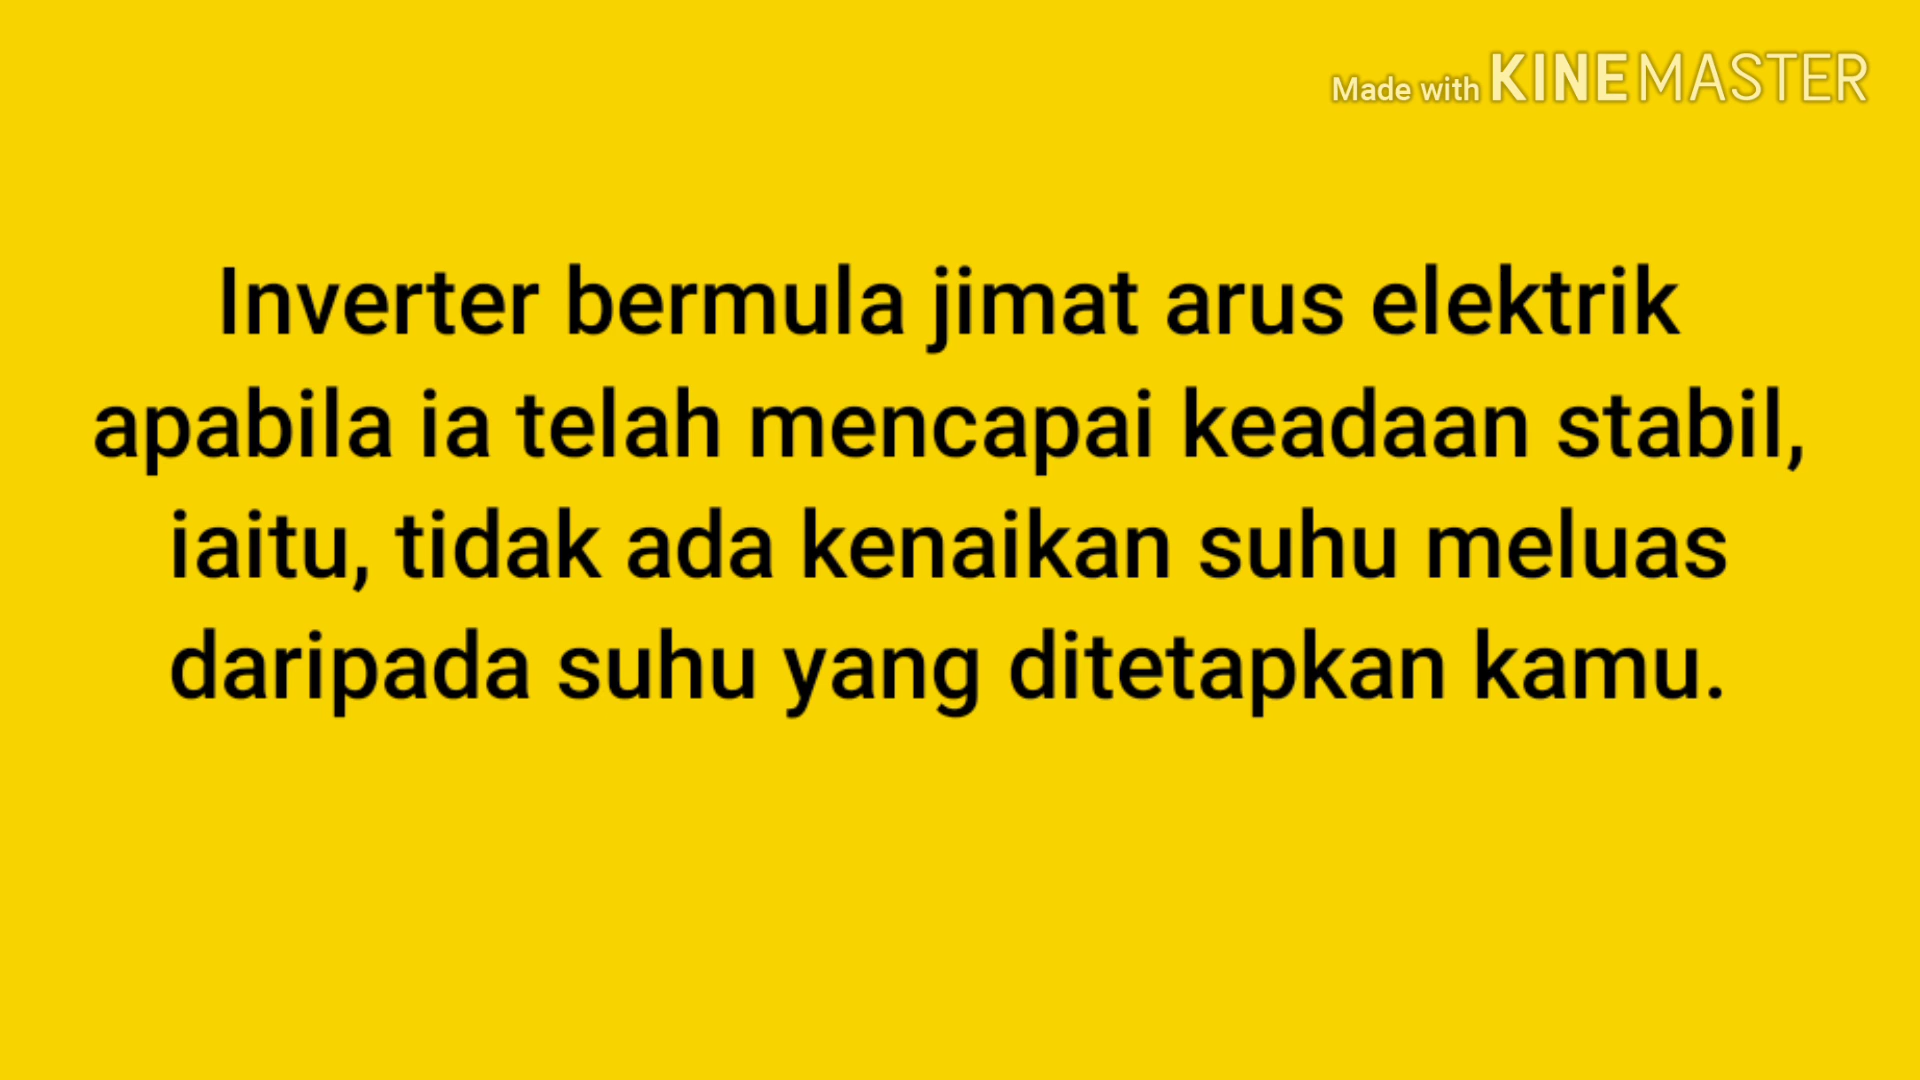 Made with KINEMASTER
Inverter bermula jimat arus elektrik
apabila ia telah mencapai keadaan stabil,
iaitu, tidak ada kenaikan suhu meluas
daripada suhu yang ditetapkan kamu.